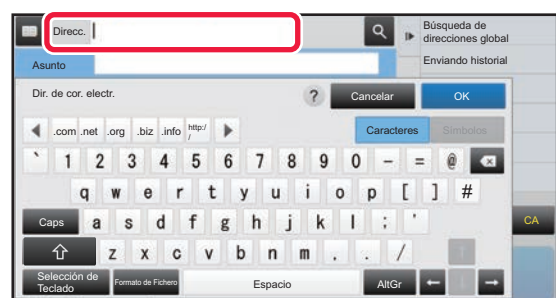 Direcc.
Búsqueda de
direcciones global
Asunto
Enviando historial
Dir. de cor. electr.
? Cancelar OK
.com .net .org .biz .info http:/
/
Caracteres Símbolos
` 1 2 3 4 5 6 7 8 9 0 - = @
q w e r t y u i o p [ ] #
Caps a s d f g h j k l ; '
CA
z x c v b n m . . /
Selección de
Teclado
Formato de Fichero
Espacio
AltGr